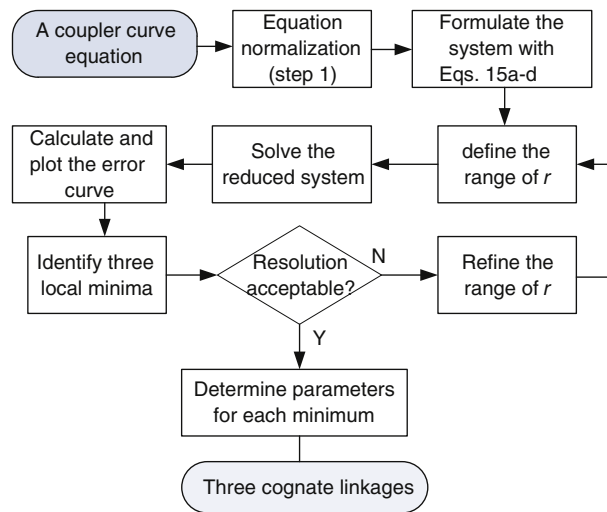 A coupler curve
equation
Equation
normalization
(step 1)
Formulate the
system with
Eqs. 15a-d
Calculate and
plot the error
curve
Solve the
reduced system
define the
range of r
Identify three
local minima
Resolution
acceptable?
N
Refine the
range of r
Y
Determine parameters
for each minimum
Three cognate linkages